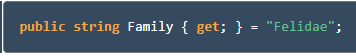 public string Family { get; } = "Felidae";